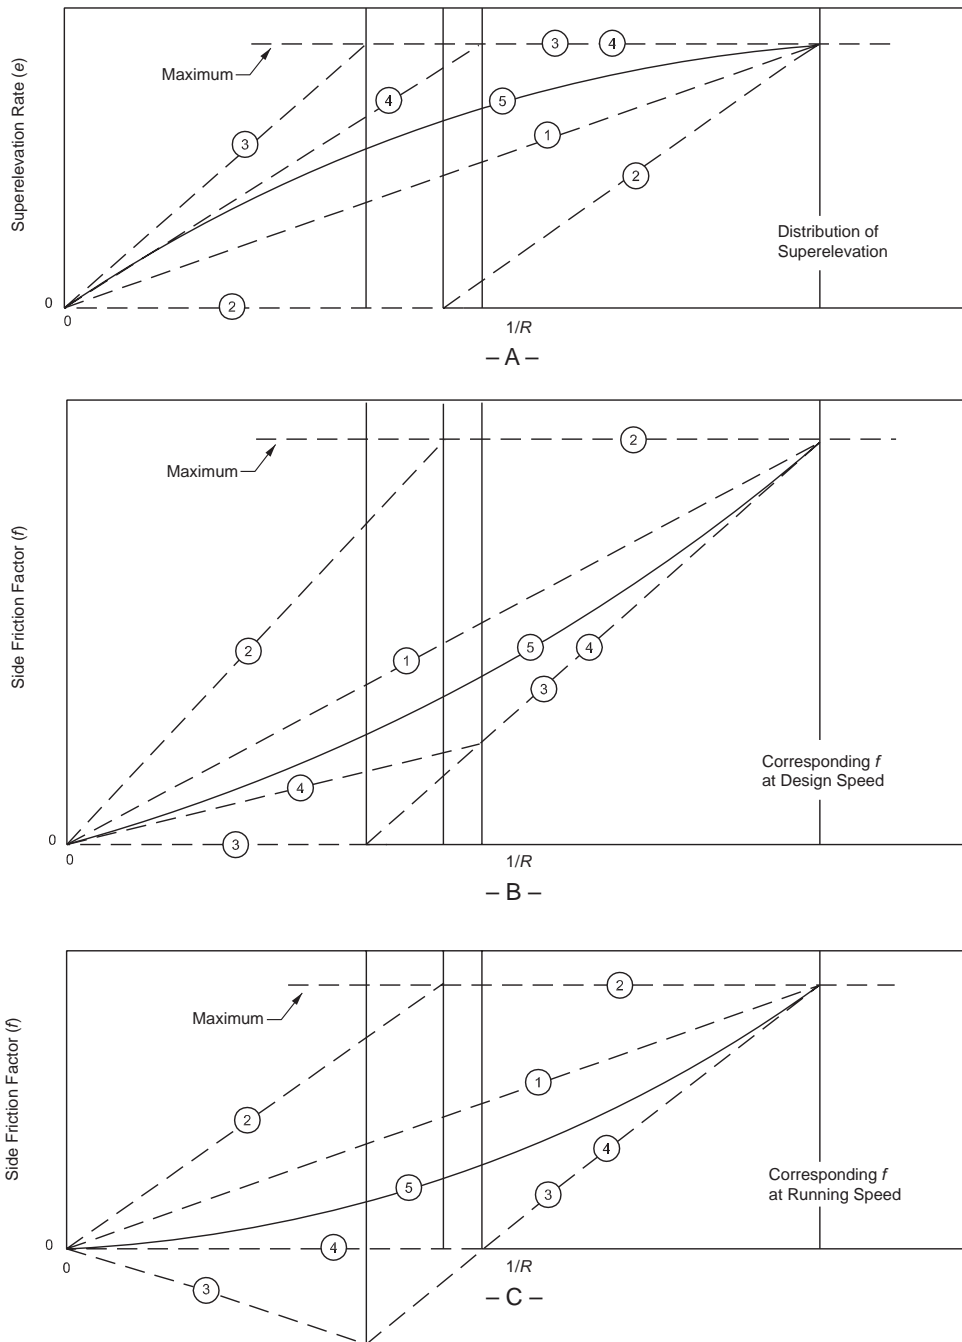 Superelevation Rate (e)
Maximum
③ ④
④
⑤
③
①
②
Distribution of
Superelevation
0
②
0
1/R
– A –
Side Friction Factor (f)
②
Maximum
②
①
⑤
④
③
Corresponding f
at Design Speed
④
0
③
0
1/R
– B –
Side Friction Factor (f)
②
Maximum
①
②
④
⑤
③
Corresponding f
at Running Speed
0
④
0
1/R
③
– C –